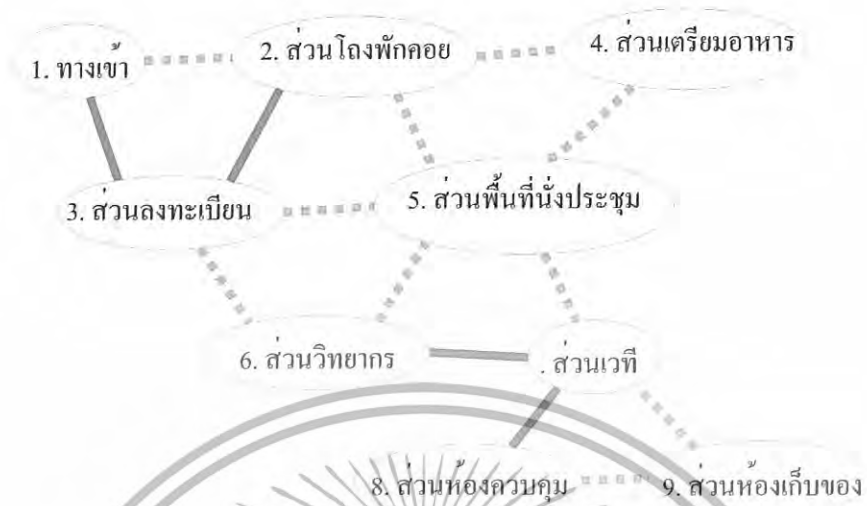 1. ทางเข้า
2. ส่วนโถงพักคอย
4. ส่วนเตรียมอาหาร
3. ส่วนลงทะเบียน
5. ส่วนพื้นที่นั่งประชุม
6. ส่วนวิทยากร
. ส่วนเวที
8. ส่วนห้องควบคุม
9. ส่วนห้องเก็บของ